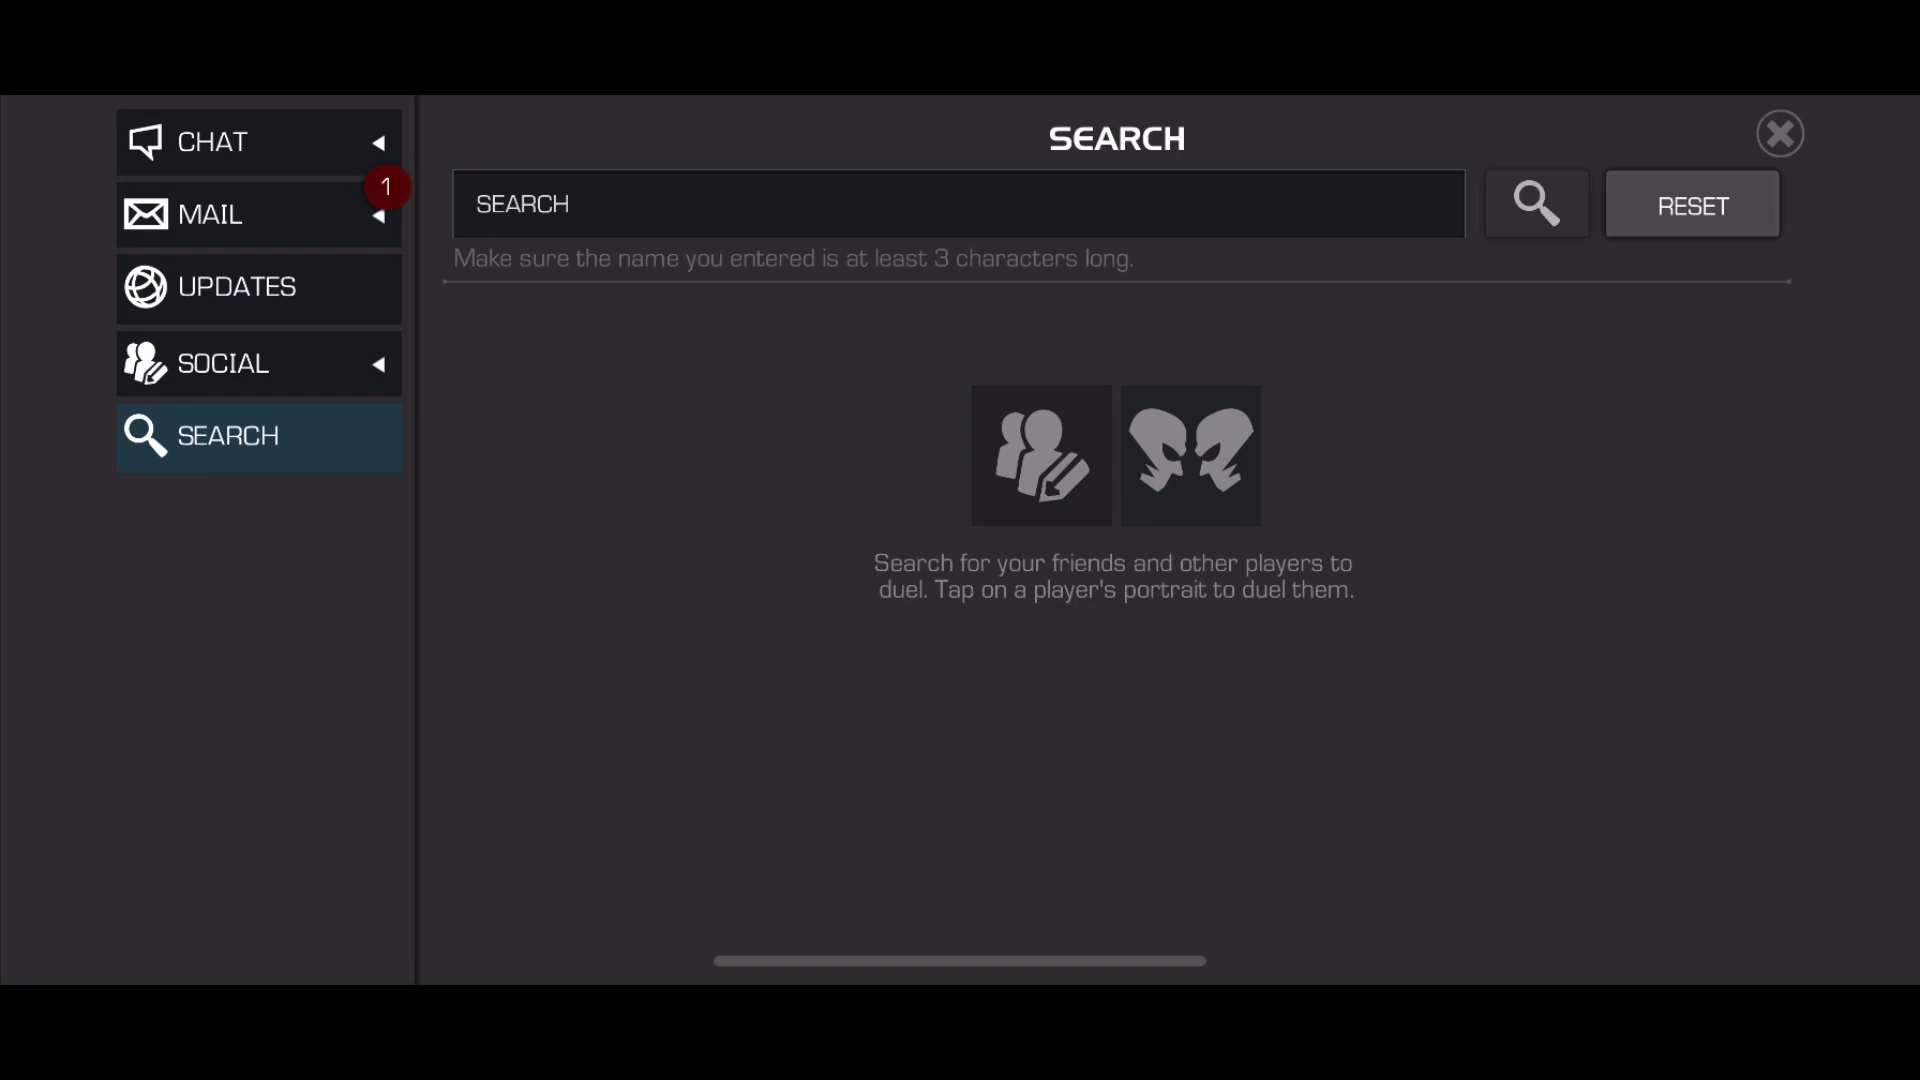 CHAT
1
MAIL
UPDATES
SOCIAL
SEARCH
SEARCH
SEARCH
RESET
Make sure the name you entered is at least 3 characters long.
Search for your friends and other players to
duel. Tap on a player's portrait to duel them.